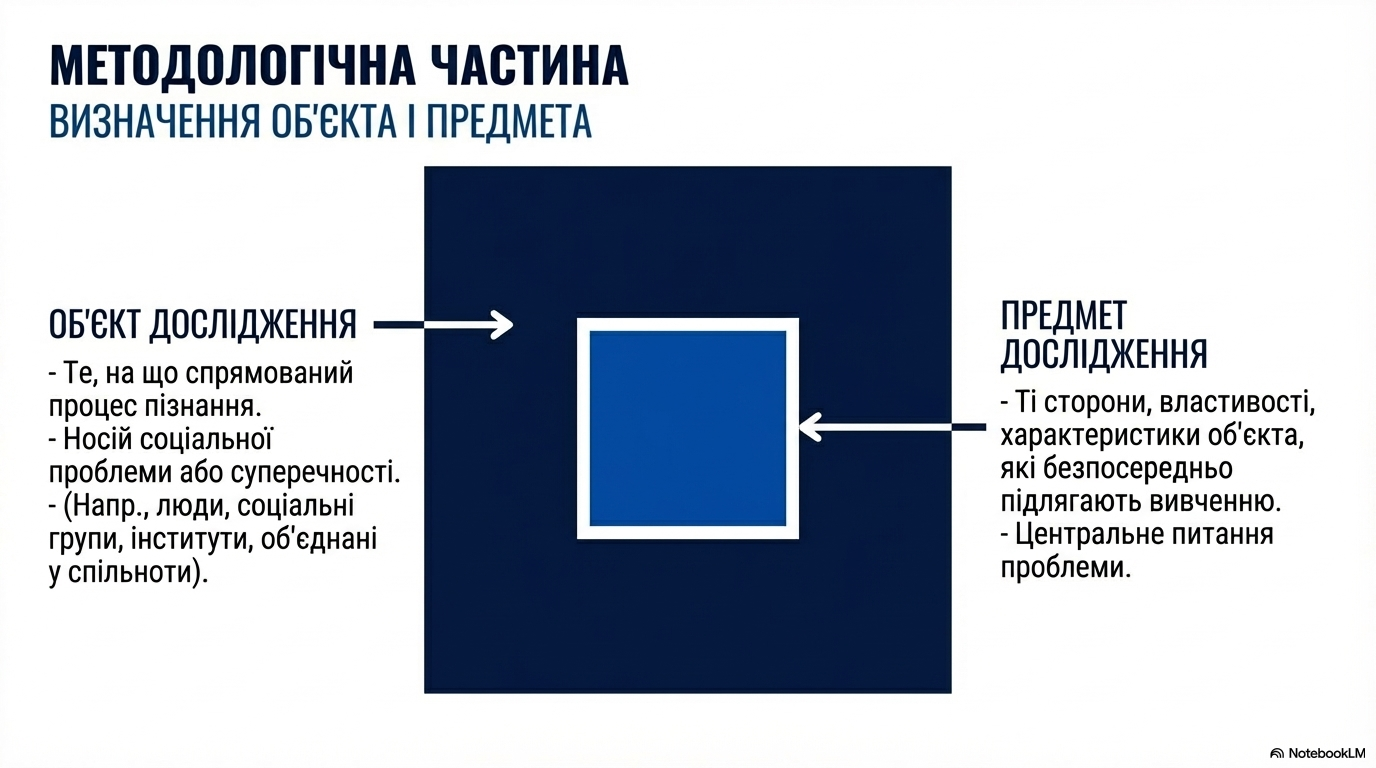 МЕТОДОЛОГІЧНА ЧАСТИНА
ВИЗНАЧЕННЯ ОБ'ЄКТА І ПРЕДМЕТА
ОБ'ЄКТ ДОСЛІДЖЕННЯ
- Те, на що спрямований
процес пізнання.
- Носій соціальної
проблеми або суперечності.
- (Напр., люди, соціальні
групи, інститути, об'єднані
у спільноти).
ПРЕДМЕТ
ДОСЛІДЖЕННЯ
- Ті сторони, властивості,
характеристики об'єкта,
які безпосередньо
підлягають вивченню.
- Центральне питання
проблеми.
NotebookLM